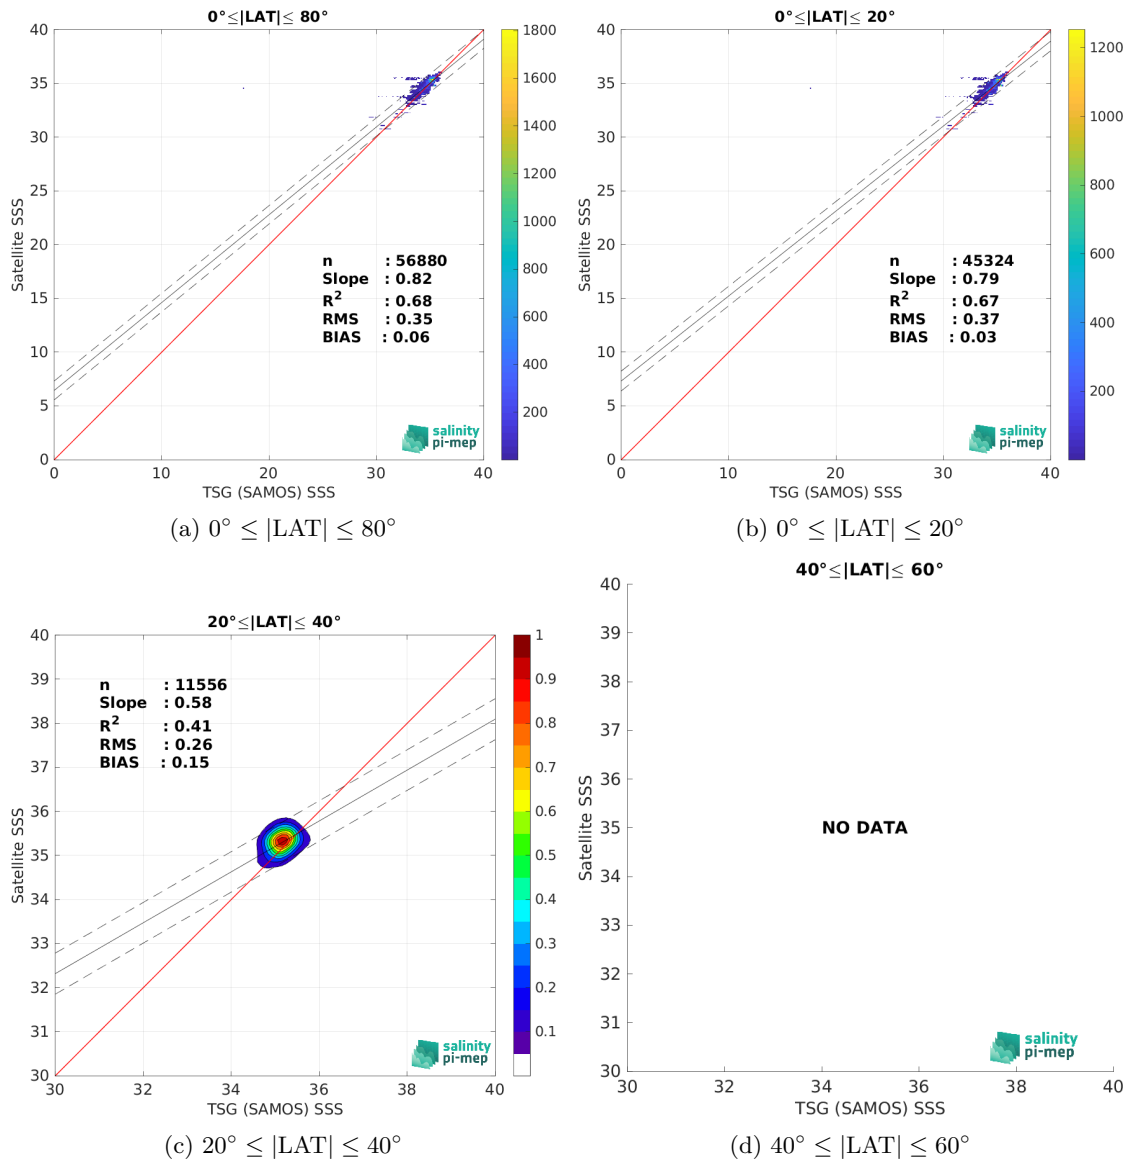 0°≤|LAT|≤ 80°
40
35
30
25
20
15
10
5
0
Satellite SSS
n : 56880
Slope : 0.82
R² : 0.68
RMS : 0.35
BIAS : 0.06
salinity
pi-mep
0 10 20 30 40
TSG (SAMOS) SSS
1800
1600
1400
1200
1000
800
600
400
200
(a) 0° ≤ |LAT| ≤ 80°
0°≤|LAT|≤ 20°
40
35
30
25
20
15
10
5
0
Satellite SSS
n : 45324
Slope : 0.79
R² : 0.67
RMS : 0.37
BIAS : 0.03
salinity
pi-mep
0 10 20 30 40
TSG (SAMOS) SSS
1200
1000
800
600
400
200
(b) 0° ≤ |LAT| ≤ 20°
20°≤|LAT|≤ 40°
40
39
38
37
36
35
34
33
32
31
30
Satellite SSS
n : 11556
Slope : 0.58
R² : 0.41
RMS : 0.26
BIAS : 0.15
salinity
pi-mep
30 32 34 36 38 40
TSG (SAMOS) SSS
1
0.9
0.8
0.7
0.6
0.5
0.4
0.3
0.2
0.1
(c) 20° ≤ |LAT| ≤ 40°
40°≤|LAT|≤ 60°
40
39
38
37
36
35
34
33
32
31
30
Satellite SSS
NO DATA
salinity
pi-mep
30 32 34 36 38 40
TSG (SAMOS) SSS
(d) 40° ≤ |LAT| ≤ 60°